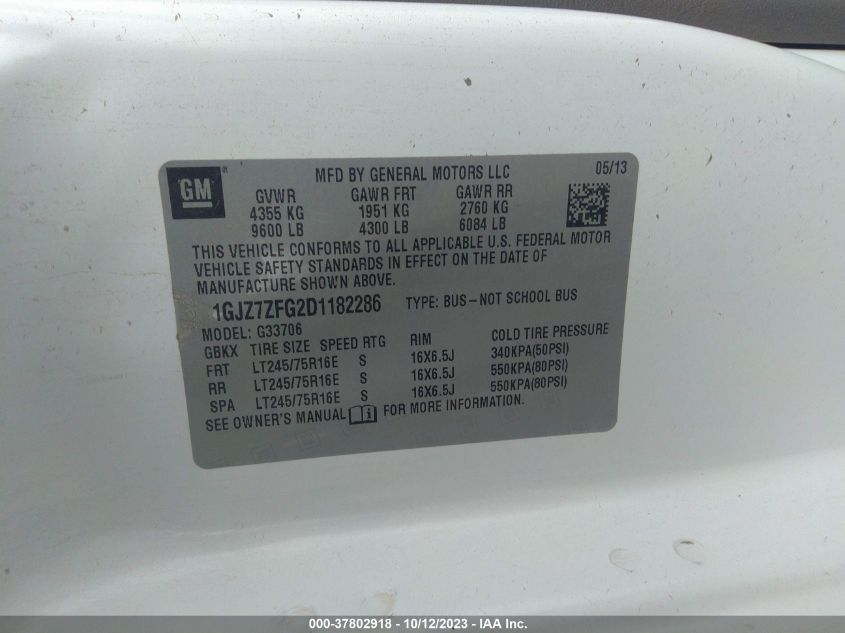 GM
MFD BY GENERAL MOTORS LLC 05/13
GVWR GAWR FRT GAWR RR
4355 KG 1951 KG 2760 KG
9600 LB 4300 LB 6084 LB
THIS VEHICLE CONFORMS TO ALL APPLICABLE U.S. FEDERAL MOTOR
VEHICLE SAFETY STANDARDS IN EFFECT ON THE DATE OF
MANUFACTURE SHOWN ABOVE.
1GJZ7ZFG2D1182286 TYPE: BUS-NOT SCHOOL BUS
MODEL: G33706
GBKX TIRE SIZE SPEED RTG RIM COLD TIRE PRESSURE
FRT LT245/75R16E S 16X6.5J 340KPA(50PSI)
RR LT245/75R16E S 16X6.5J 550KPA(80PSI)
SPA LT245/75R16E S 16X6.5J 550KPA(80PSI)
SEE OWNER'S MANUAL FOR MORE INFORMATION.
000-37802918 - 10/12/2023 - IAA Inc.